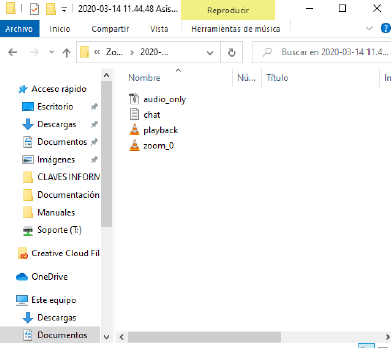 2020-03-14 11.44.48 Asis...
Reproducir
Archivo
Inicio
Compartir
Vista
Herramientas de música
« Zo...
2020-...
Buscar en 2020-03-14 11.4...
Nombre
Nú...
Título
In
Acceso rápido
Escritorio
Descargas
Documentos
Imágenes
CLAVES INFORM
Documentación
Manuales
Soporte (T:)
Creative Cloud Fil
OneDrive
Este equipo
Descargas
Documentos
audio_only
chat
playback
zoom_0